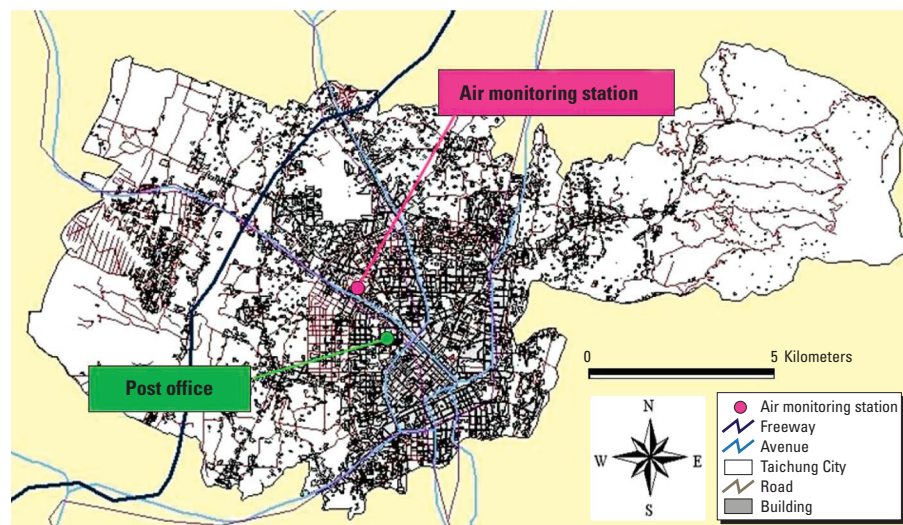 Air monitoring station
Post office
0 5 Kilometers
N
W E
S
Air monitoring station
Freeway
Avenue
Taichung City
Road
Building